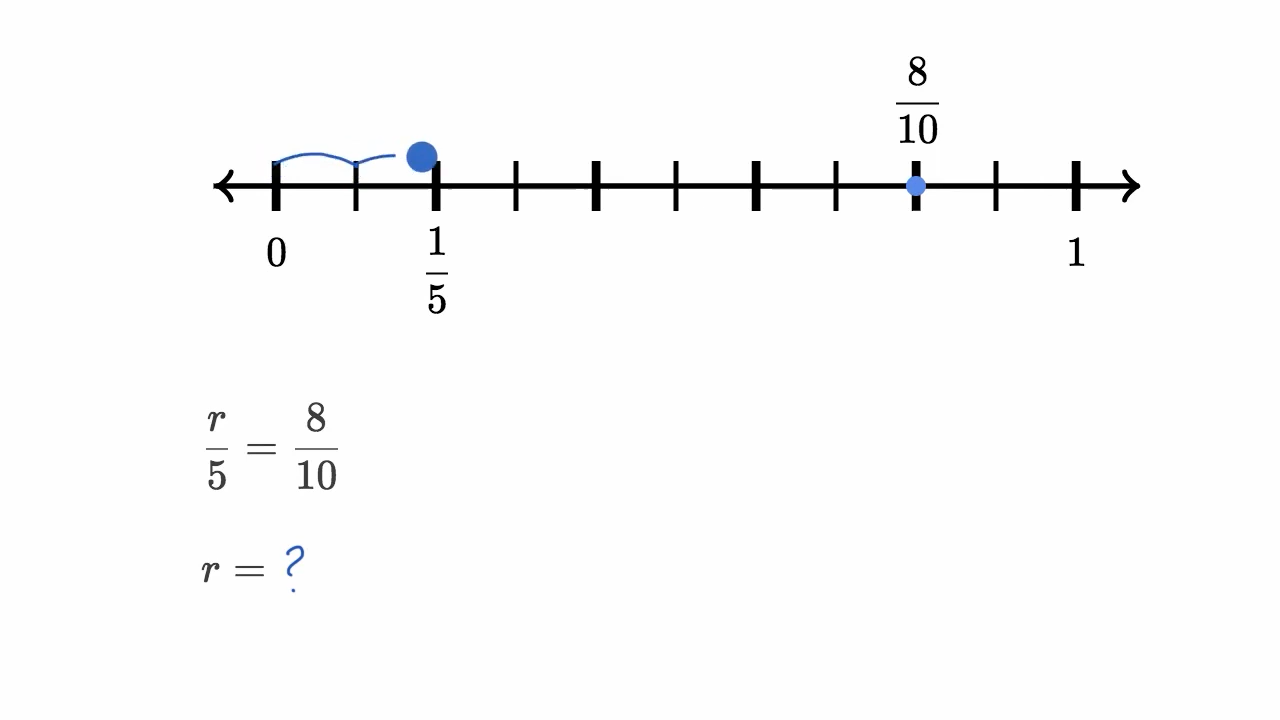 8/10
0 1/5 1
r/5 = 8/10
r = ?